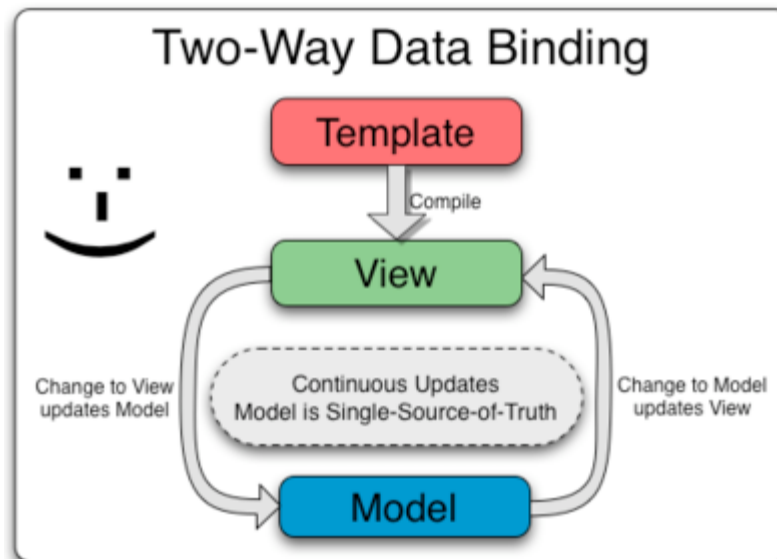 Two-Way Data Binding
Template
Compile
View
Change to View
updates Model
Continuous Updates
Model is Single-Source-of-Truth
Change to Model
updates View
Model